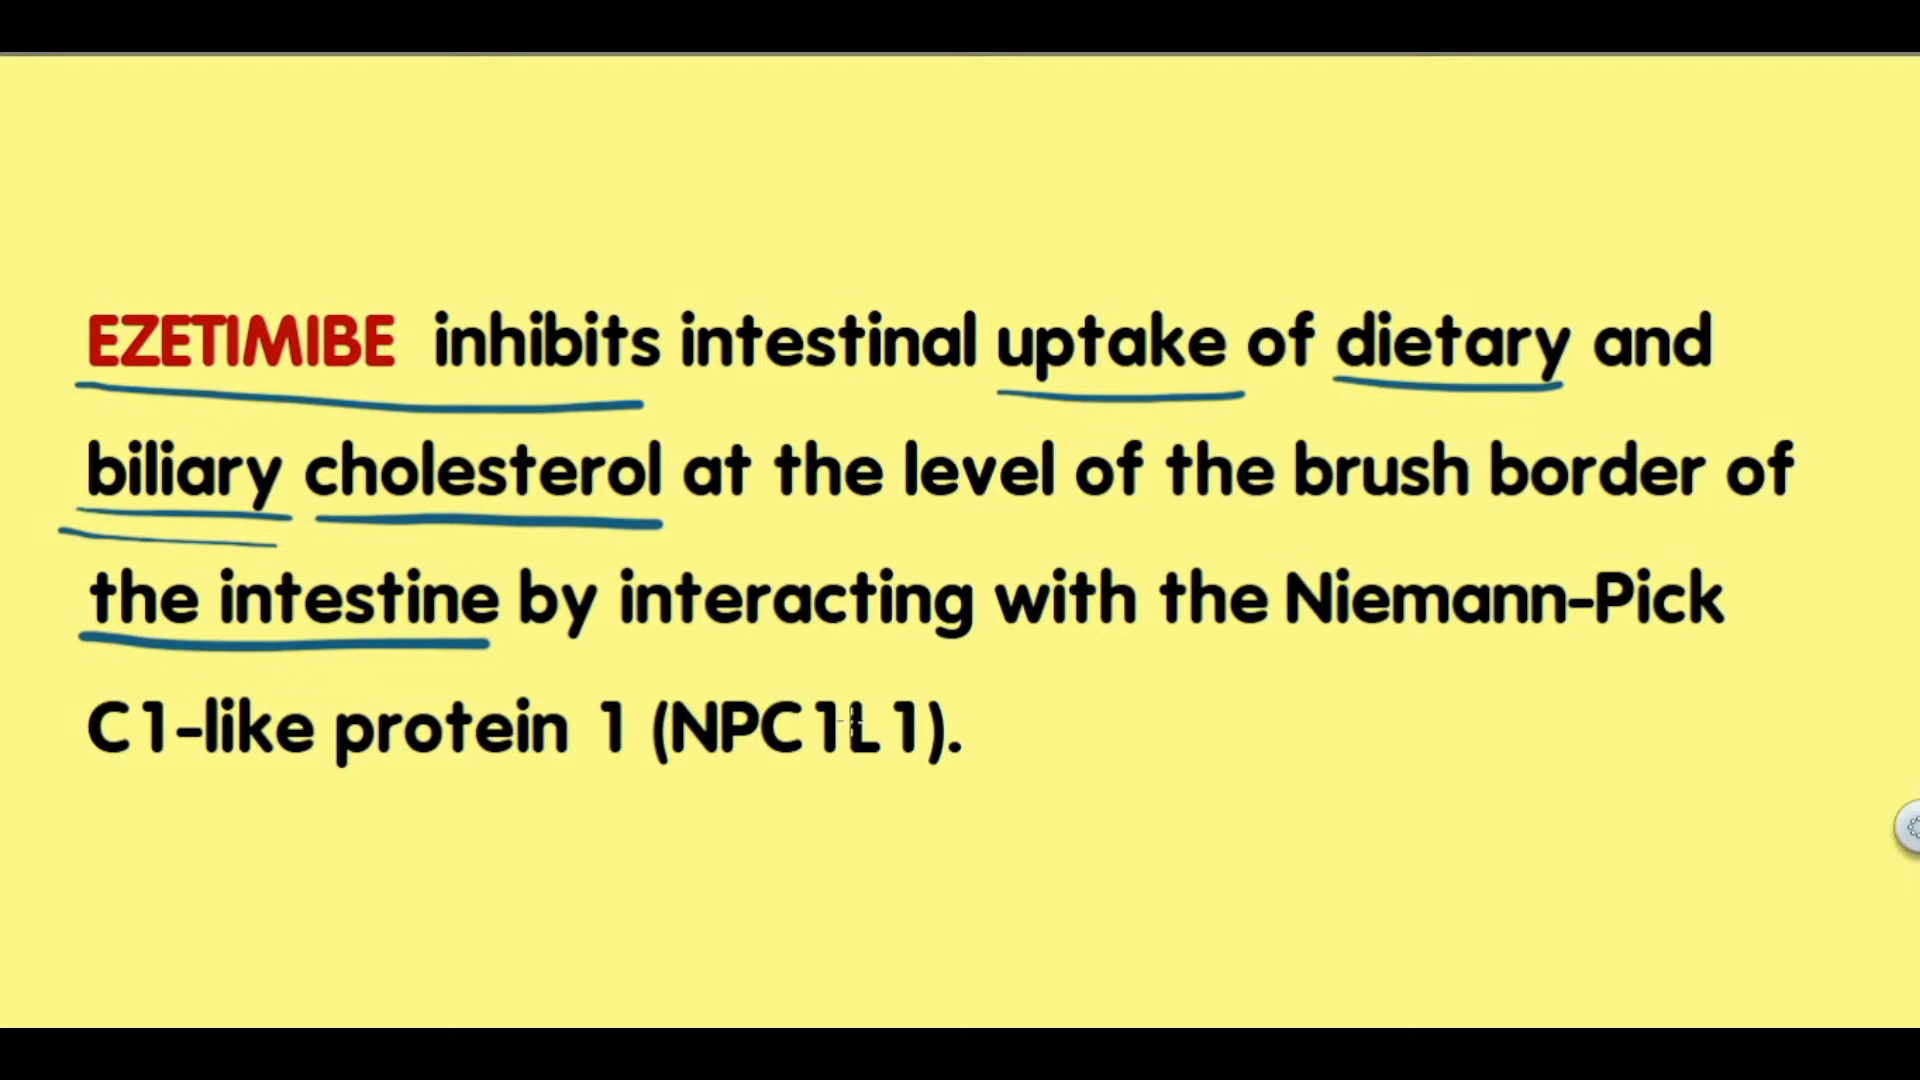 EZETIMIBE inhibits intestinal uptake of dietary and
biliary cholesterol at the level of the brush border of
the intestine by interacting with the Niemann-Pick
C1-like protein 1 (NPC1L1).